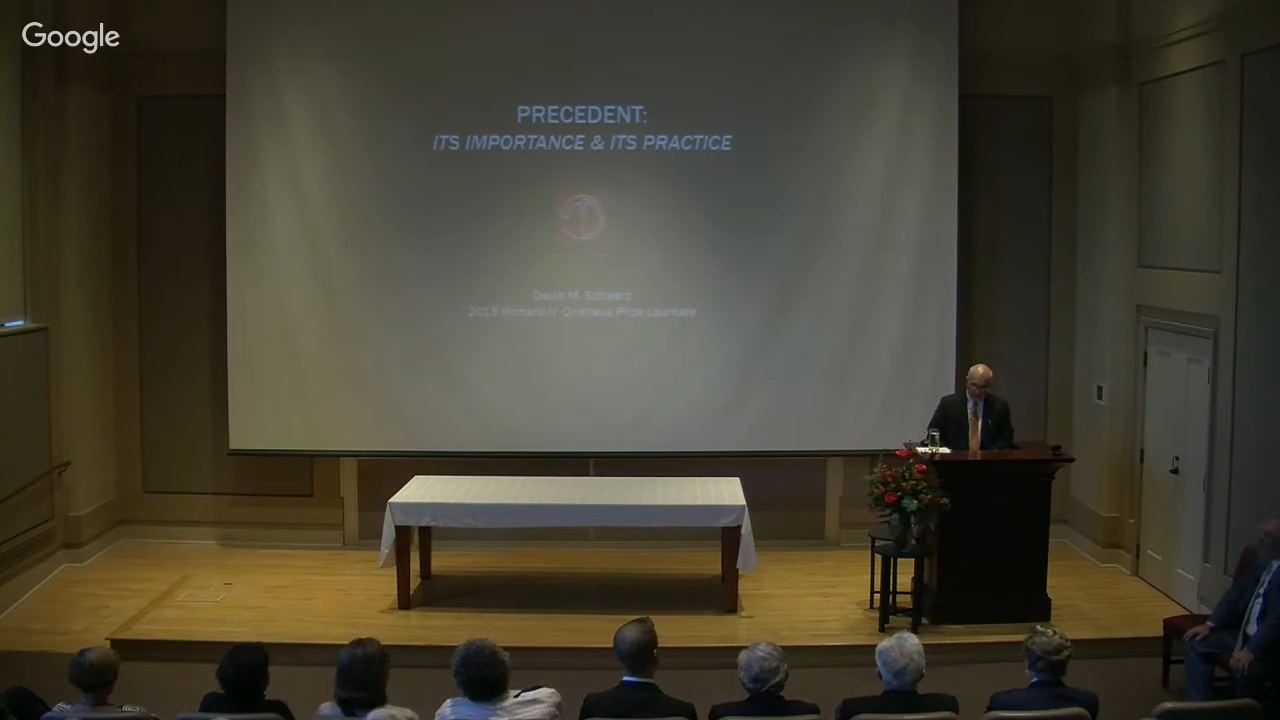 Google
PRECEDENT:
ITS IMPORTANCE & ITS PRACTICE
David M. Schwarz
2015 Richard H. Driehaus Prize Laureate